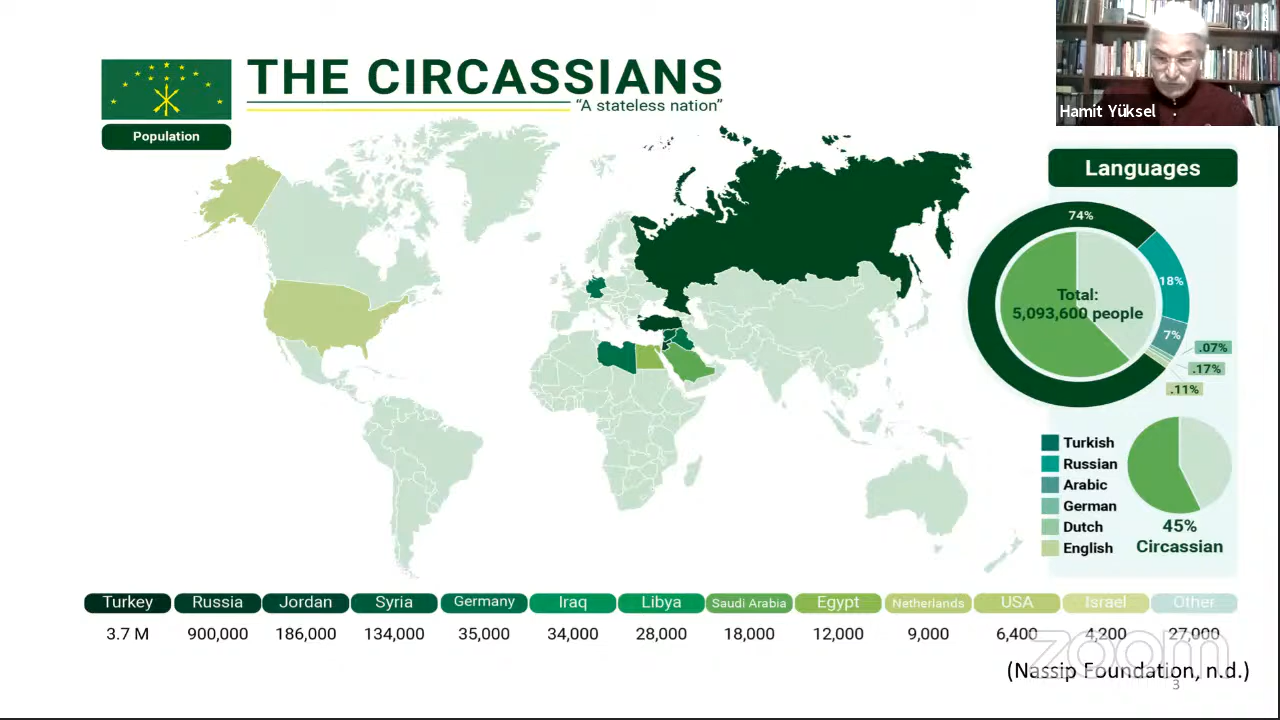 THE CIRCASSIANS
"A stateless nation"
Population
Hamit Yüksel
Languages
74%
18%
7%
.07%
.17%
.11%
Total:
5,093,600 people
Turkish
Russian
Arabic
German
Dutch
English
45%
Circassian
Turkey Russia Jordan Syria Germany Iraq Libya Saudi Arabia Egypt Netherlands USA Israel Other
3.7 M 900,000 186,000 134,000 35,000 34,000 28,000 18,000 12,000 9,000 6,400 4,200 27,000
zoom
(Nassip Foundation, n.d.)
3